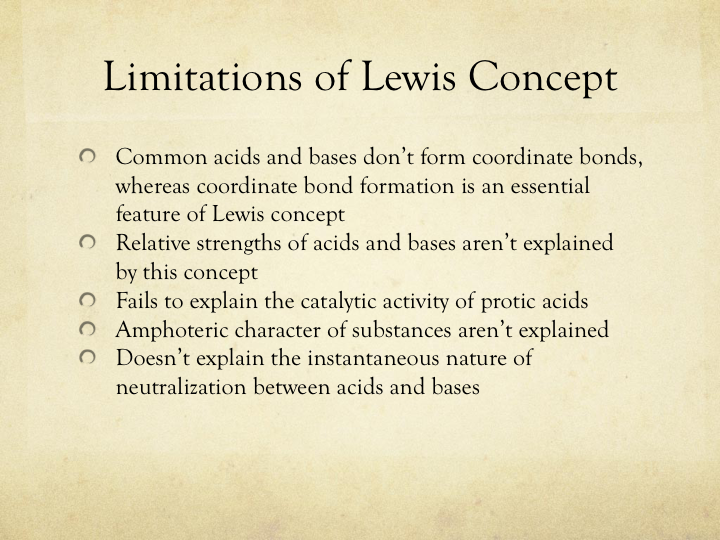 Limitations of Lewis Concept
Common acids and bases don’t form coordinate bonds,
whereas coordinate bond formation is an essential
feature of Lewis concept
Relative strengths of acids and bases aren’t explained
by this concept
Fails to explain the catalytic activity of protic acids
Amphoteric character of substances aren’t explained
Doesn’t explain the instantaneous nature of
neutralization between acids and bases